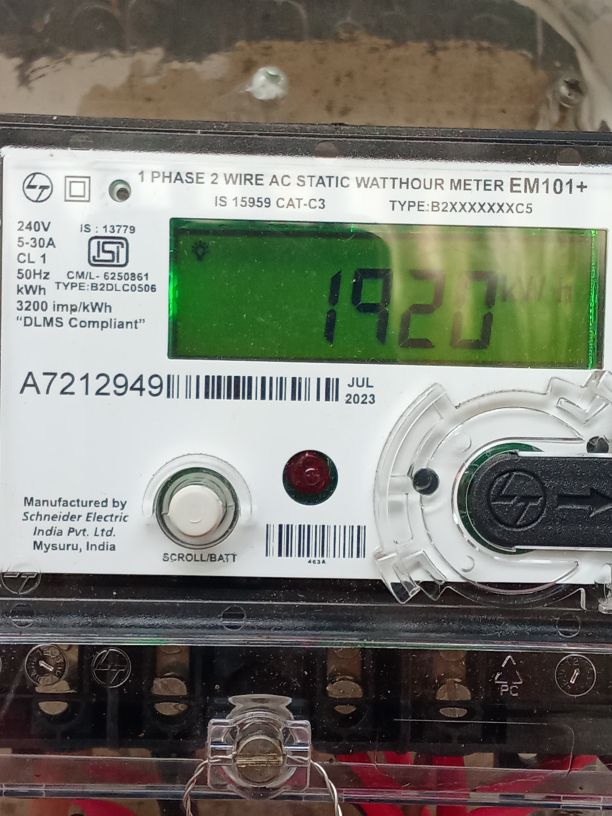 1 PHASE 2 WIRE AC STATIC WATTHOUR METER EM101+
IS 15959 CAT-C3 TYPE:B2XXXXXXXC5
240V
5-30A
CL 1
50Hz
kWh
3200 imp/kWh
"DLMS Compliant"
IS : 13779
ISI
CM/L- 6250861
TYPE:B2DLC0506
1920 kWh
A7212949
JUL
2023
Manufactured by
Schneider Electric
India Pvt. Ltd.
Mysuru, India
SCROLL/BATT
463A
PC